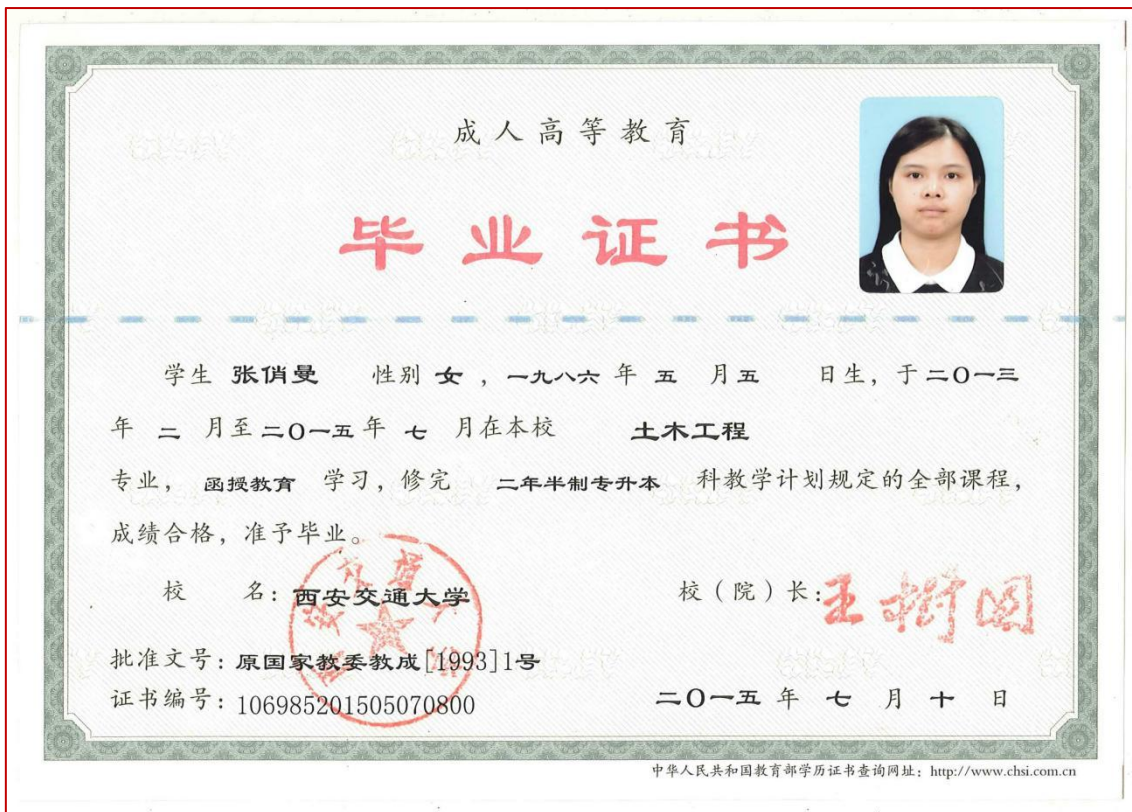 成人高等教育
毕业证书
学生 张俏曼 性别 女 ，一九八六 年 五 月 五 日生，于 二〇一三
年 二 月至 二〇一五 年 七 月在本校 土木工程
专业， 函授教育 学习，修完 二年半制专升本 科教学计划规定的全部课程，
成绩合格，准予毕业。
校 名：西安交通大学 校（院）长：王树国
批准文号：原国家教委教成[1993]1号
证书编号：106985201505070800 二〇一五 年 七 月 十 日
中华人民共和国教育部学历证书查询网址：http://www.chsi.com.cn